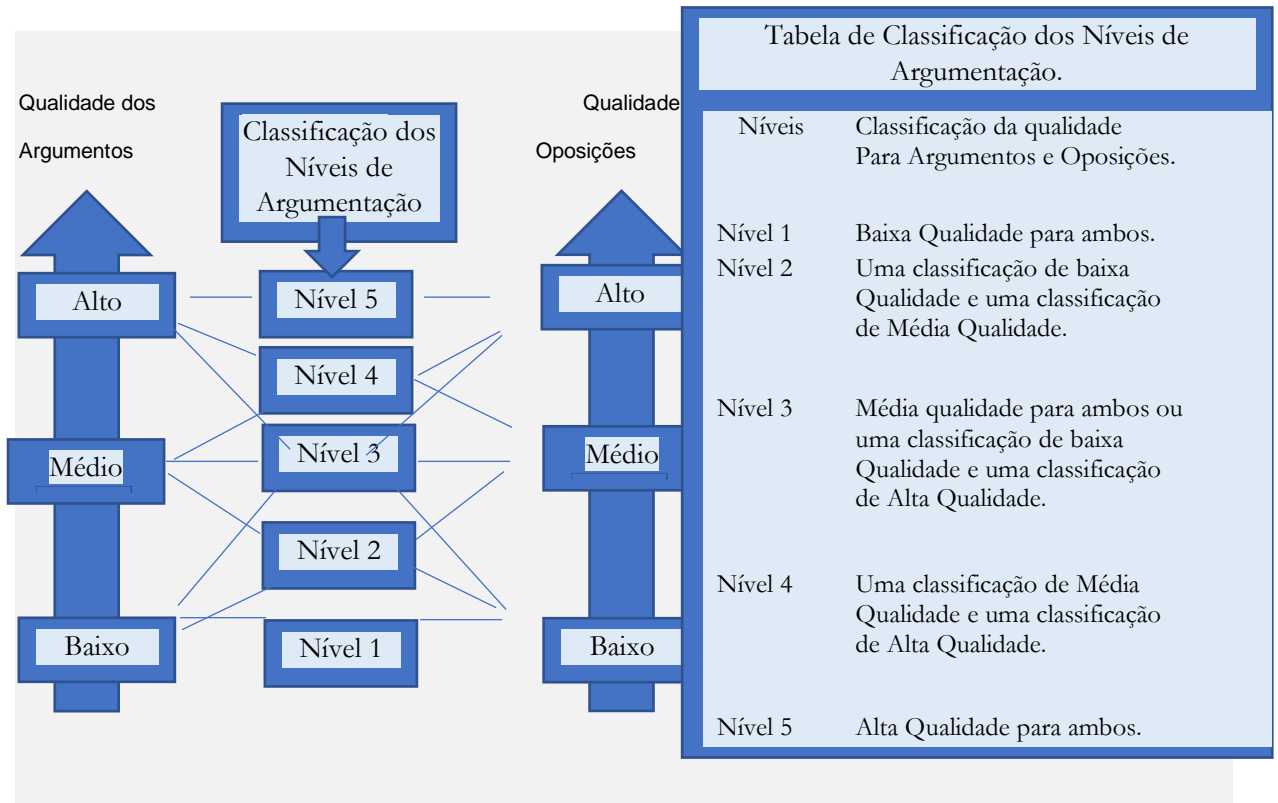 Qualidade dos
Argumentos
Classificação dos
Níveis de
Argumentação
Qualidade
Oposições
Alto
Médio
Baixo
Nível 5
Nível 4
Nível 3
Nível 2
Nível 1
Alto
Médio
Baixo
Tabela de Classificação dos Níveis de
Argumentação.
Níveis Classificação da qualidade
Para Argumentos e Oposições.
Nível 1 Baixa Qualidade para ambos.
Nível 2 Uma classificação de baixa
Qualidade e uma classificação
de Média Qualidade.
Nível 3 Média qualidade para ambos ou
uma classificação de baixa
Qualidade e uma classificação
de Alta Qualidade.
Nível 4 Uma classificação de Média
Qualidade e uma classificação
de Alta Qualidade.
Nível 5 Alta Qualidade para ambos.